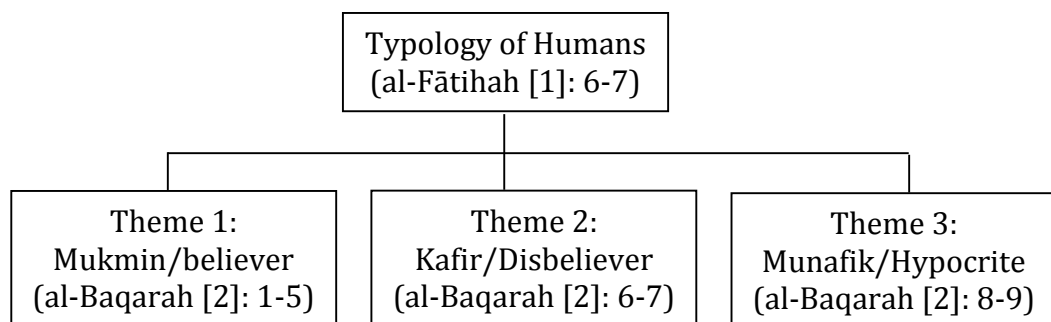 Typology of Humans
(al-Fātihah [1]: 6-7)
Theme 1:
Mukmin/believer
(al-Baqarah [2]: 1-5)
Theme 2:
Kafir/Disbeliever
(al-Baqarah [2]: 6-7)
Theme 3:
Munafik/Hypocrite
(al-Baqarah [2]: 8-9)